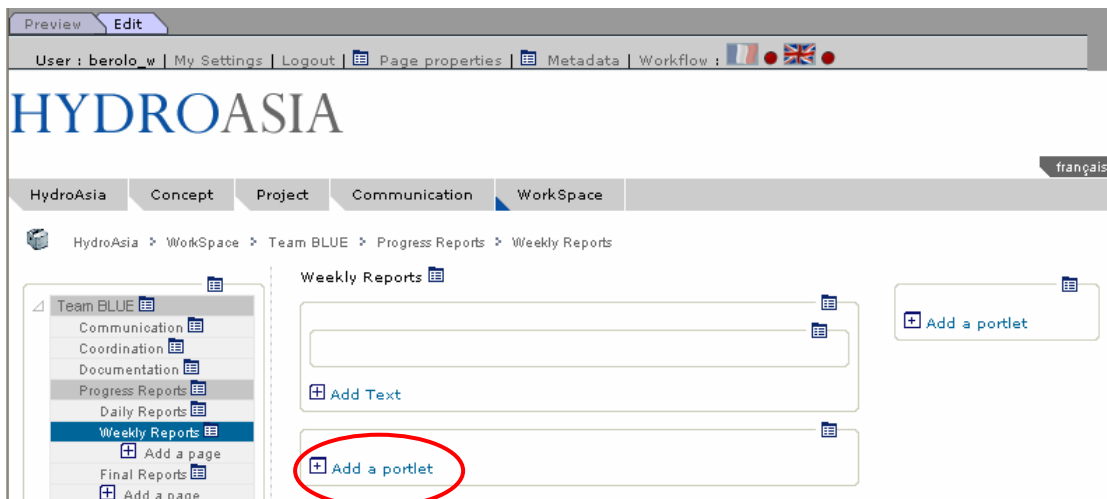 Preview Edit
User : berolo_w | My Settings | Logout | Page properties | Metadata | Workflow :
HYDROASIA
français
HydroAsia Concept Project Communication WorkSpace
HydroAsia > WorkSpace > Team BLUE > Progress Reports > Weekly Reports
Team BLUE
Communication
Coordination
Documentation
Progress Reports
Daily Reports
Weekly Reports
Add a page
Final Reports
Add a page
Weekly Reports
Add Text
Add a portlet
Add a portlet